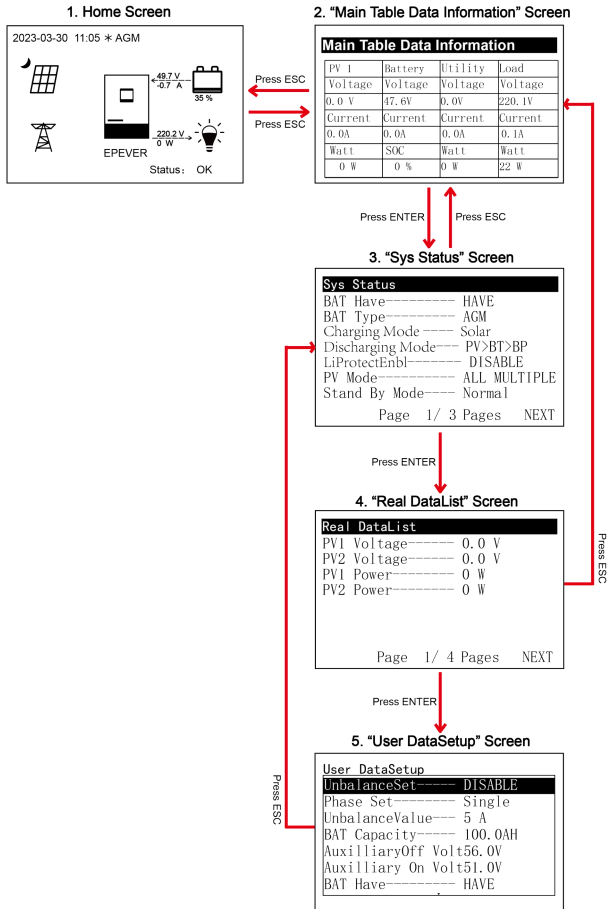 1. Home Screen
2023-03-30 11:05 ✳ AGM
49.7 V
-0.7 A
35 %
220.2 V
0 W
EPEVER
Status: OK
Press ESC
Press ESC
2. “Main Table Data Information” Screen
Main Table Data Information
PV 1 Battery Utility Load
Voltage Voltage Voltage Voltage
0.0 V 47.6V 0.0V 220.1V
Current Current Current Current
0.0A 0.0A 0.0A 0.1A
Watt SOC Watt Watt
0 W 0 % 0 W 22 W
Press ENTER
Press ESC
3. “Sys Status” Screen
Sys Status
BAT Have--------- HAVE
BAT Type--------- AGM
Charging Mode ---- Solar
Discharging Mode--- PV>BT>BP
LiProtectEnbl------- DISABLE
PV Mode---------- ALL MULTIPLE
Stand By Mode---- Normal
Page 1/ 3 Pages NEXT
Press ENTER
4. “Real DataList” Screen
Real DataList
PV1 Voltage------ 0.0 V
PV2 Voltage------ 0.0 V
PV1 Power-------- 0 W
PV2 Power-------- 0 W
Page 1/ 4 Pages NEXT
Press ESC
Press ENTER
5. “User DataSetup” Screen
User DataSetup
UnbalanceSet----- DISABLE
Phase Set-------- Single
UnbalanceValue--- 5 A
BAT Capacity----- 100.0AH
AuxilliaryOff Volt56.0V
Auxilliary On Volt51.0V
BAT Have--------- HAVE
Press ESC